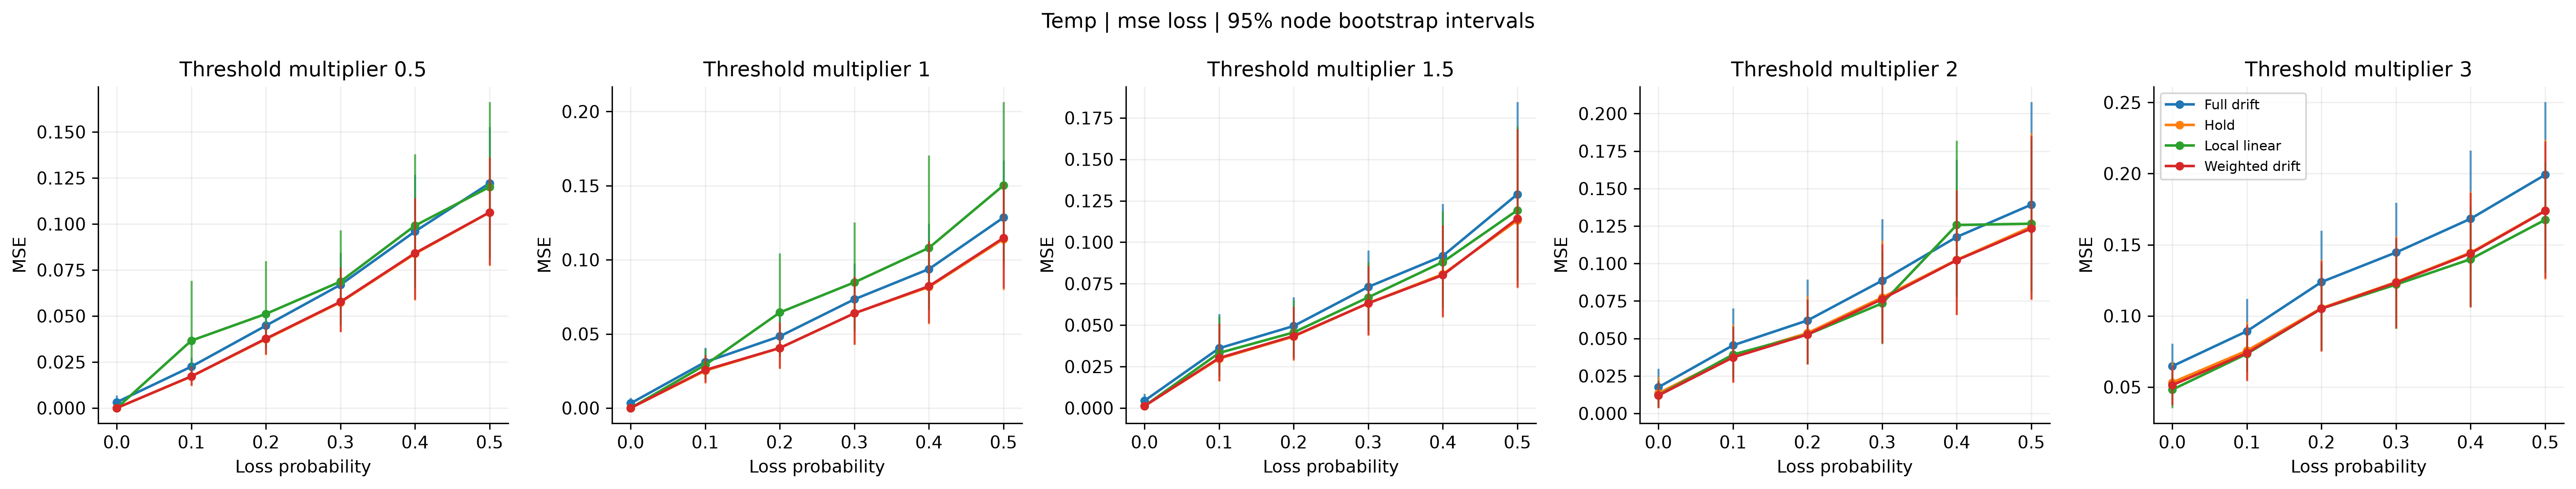 Temp | mse loss | 95% node bootstrap intervals
Threshold multiplier 0.5
MSE
0.150
0.125
0.100
0.075
0.050
0.025
0.000
0.0 0.1 0.2 0.3 0.4 0.5
Loss probability
Threshold multiplier 1
MSE
0.20
0.15
0.10
0.05
0.00
0.0 0.1 0.2 0.3 0.4 0.5
Loss probability
Threshold multiplier 1.5
MSE
0.175
0.150
0.125
0.100
0.075
0.050
0.025
0.000
0.0 0.1 0.2 0.3 0.4 0.5
Loss probability
Threshold multiplier 2
MSE
0.200
0.175
0.150
0.125
0.100
0.075
0.050
0.025
0.000
0.0 0.1 0.2 0.3 0.4 0.5
Loss probability
Threshold multiplier 3
MSE
0.25
0.20
0.15
0.10
0.05
Full drift
Hold
Local linear
Weighted drift
0.0 0.1 0.2 0.3 0.4 0.5
Loss probability